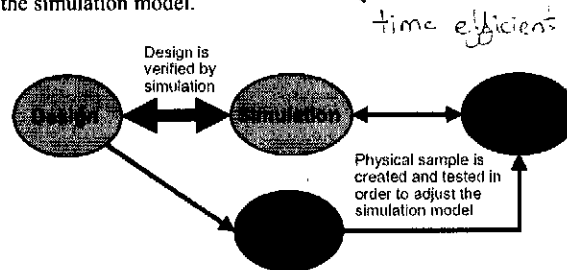 the simulation model.
time efficient
Design is
verified by
simulation
Design
Simulation
Physical sample is
created and tested in
order to adjust the
simulation model